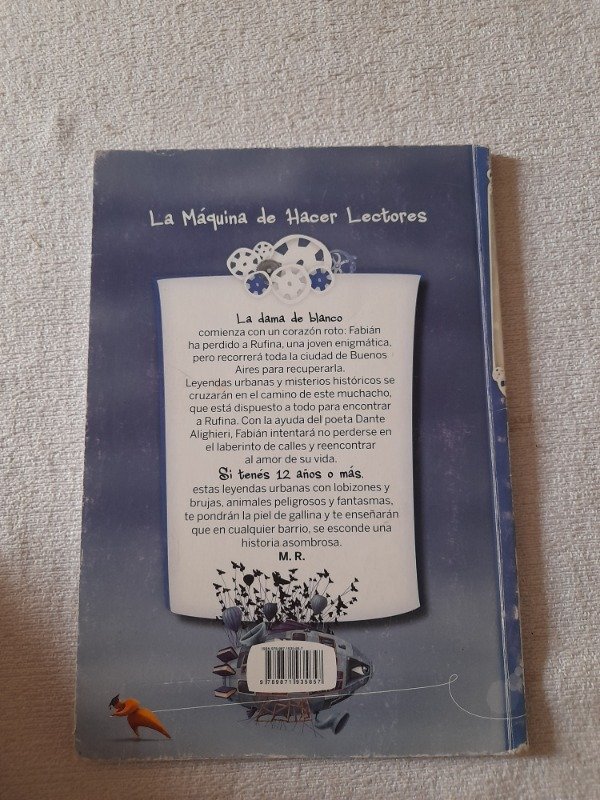 La Máquina de Hacer Lectores
La dama de blanco
comienza con un corazón roto: Fabián
ha perdido a Rufina, una joven enigmática,
pero recorrerá toda la ciudad de Buenos
Aires para recuperarla.
Leyendas urbanas y misterios históricos se
cruzarán en el camino de este muchacho,
que está dispuesto a todo para encontrar
a Rufina. Con la ayuda del poeta Dante
Alighieri, Fabián intentará no perderse en
el laberinto de calles y reencontrar
al amor de su vida.
Si tenés 12 años o más,
estas leyendas urbanas con lobizones y
brujas, animales peligrosos y fantasmas,
te pondrán la piel de gallina y te enseñarán
que en cualquier barrio, se esconde una
historia asombrosa.
M. R.
9 789871 935857